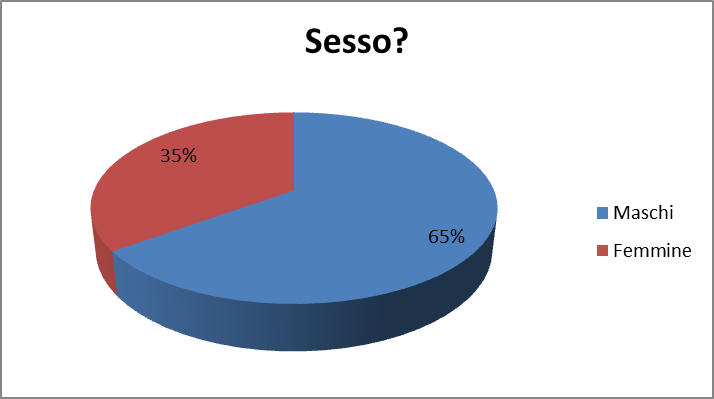 Sesso?
35%
65%
Maschi
Femmine